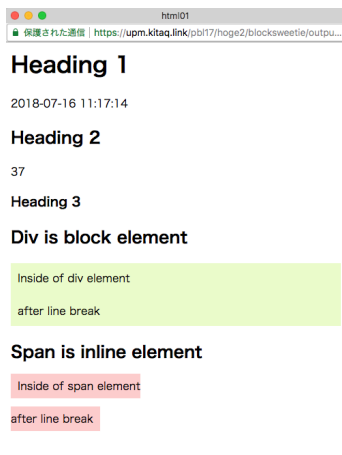 html01
保護された通信 | https://upm.kitaq.link/pbl17/hoge2/blocksweetie/outpu...
Heading 1
2018-07-16 11:17:14
Heading 2
37
Heading 3
Div is block element
Inside of div element
after line break
Span is inline element
Inside of span element
after line break